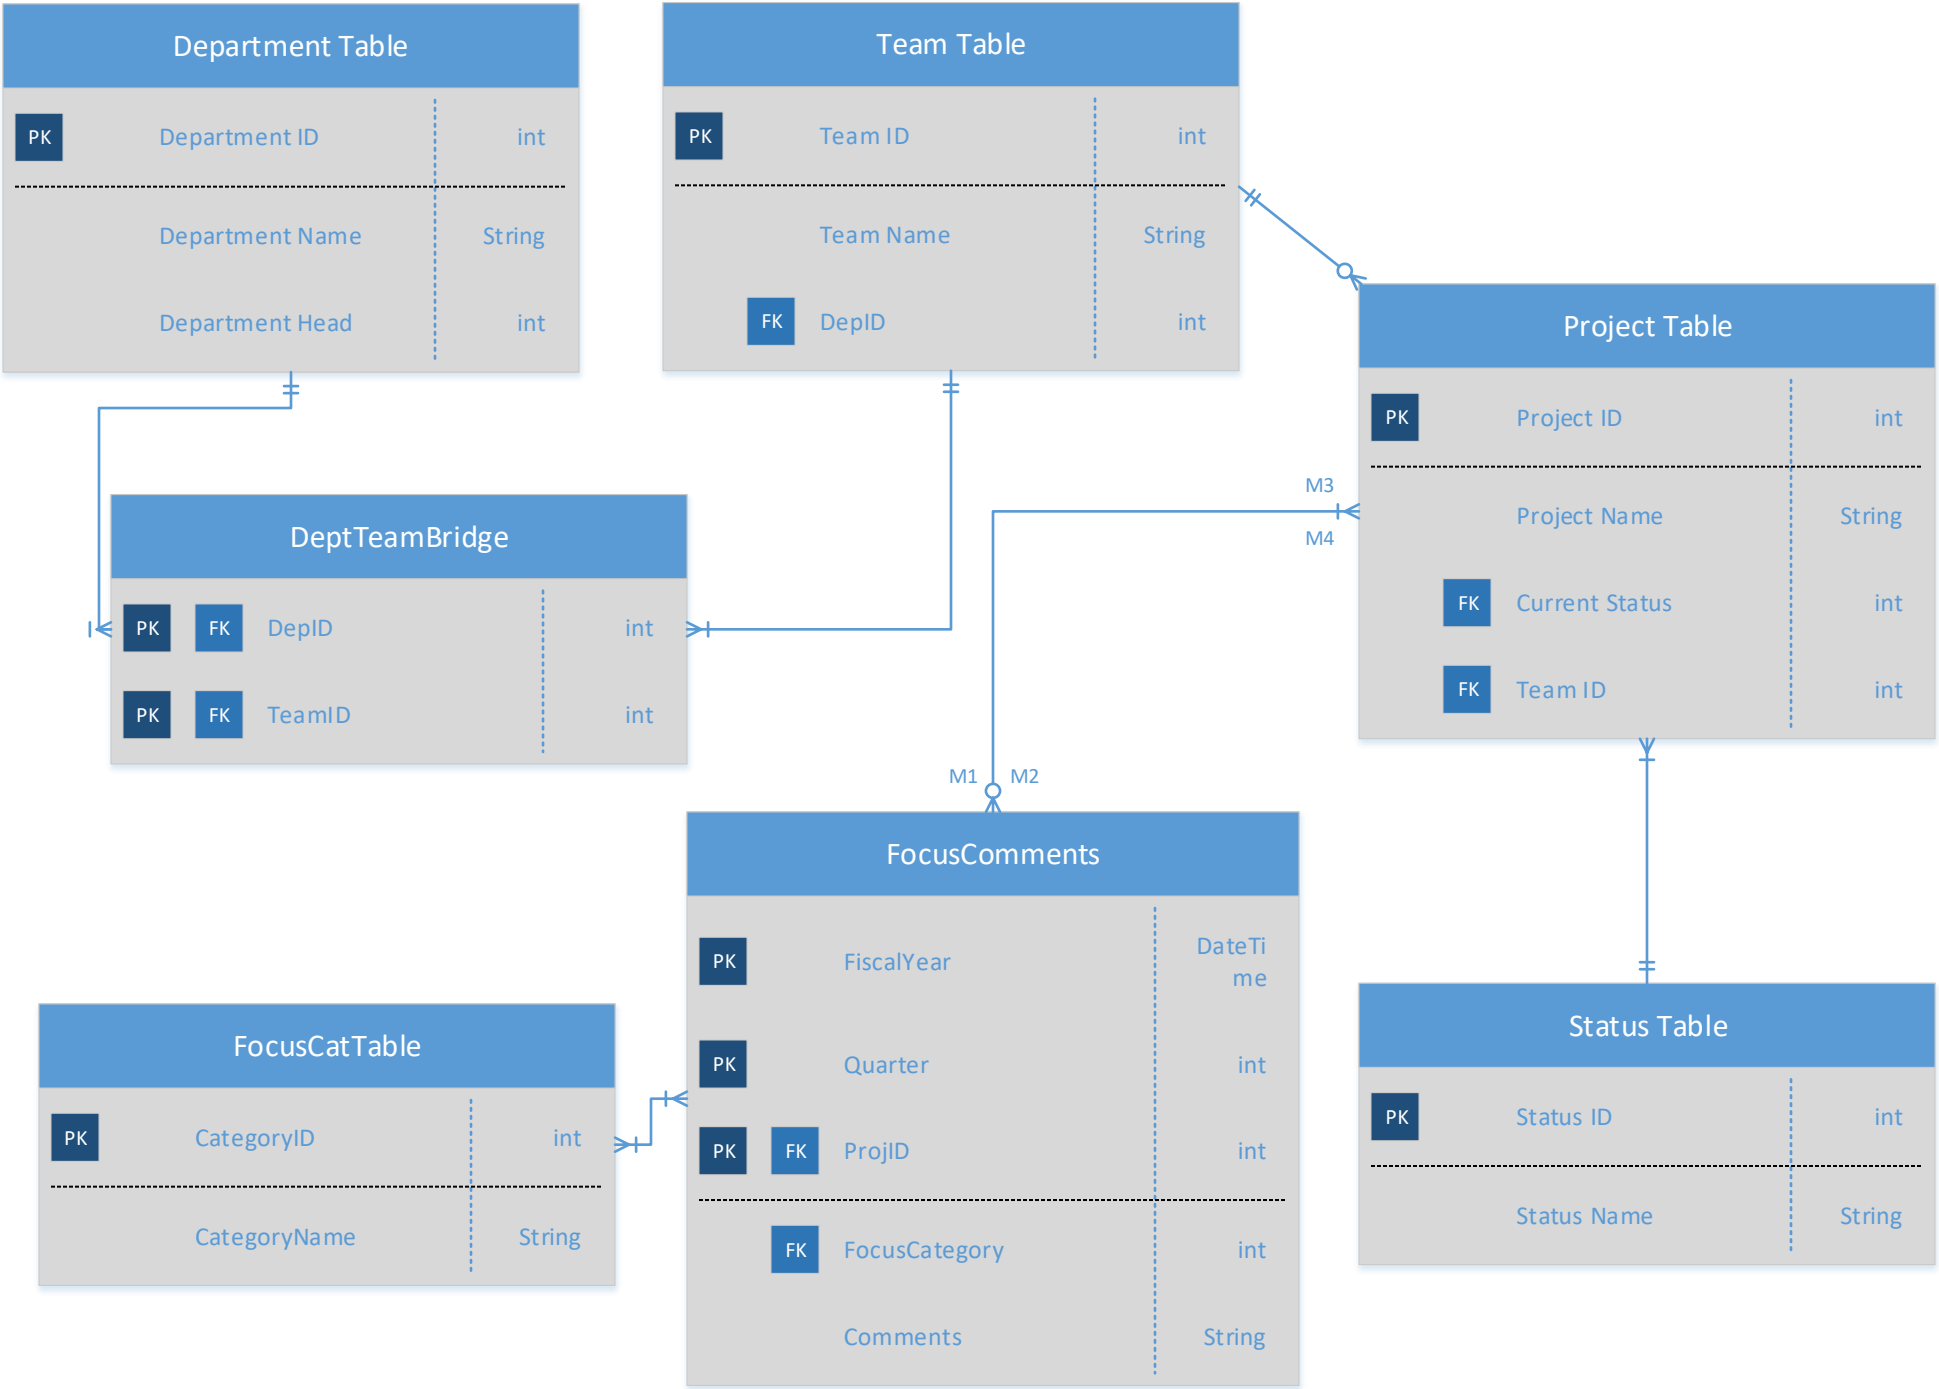 Department Table
PK Department ID int
Department Name String
Department Head int
Team Table
PK Team ID int
Team Name String
FK DepID int
Project Table
PK Project ID int
Project Name String
FK Current Status int
FK Team ID int
M3
M4
DeptTeamBridge
PK FK DepID int
PK FK TeamID int
M1 M2
FocusComments
PK FiscalYear DateTi
me
PK Quarter int
PK FK ProjID int
FK FocusCategory int
Comments String
FocusCatTable
PK CategoryID int
CategoryName String
Status Table
PK Status ID int
Status Name String